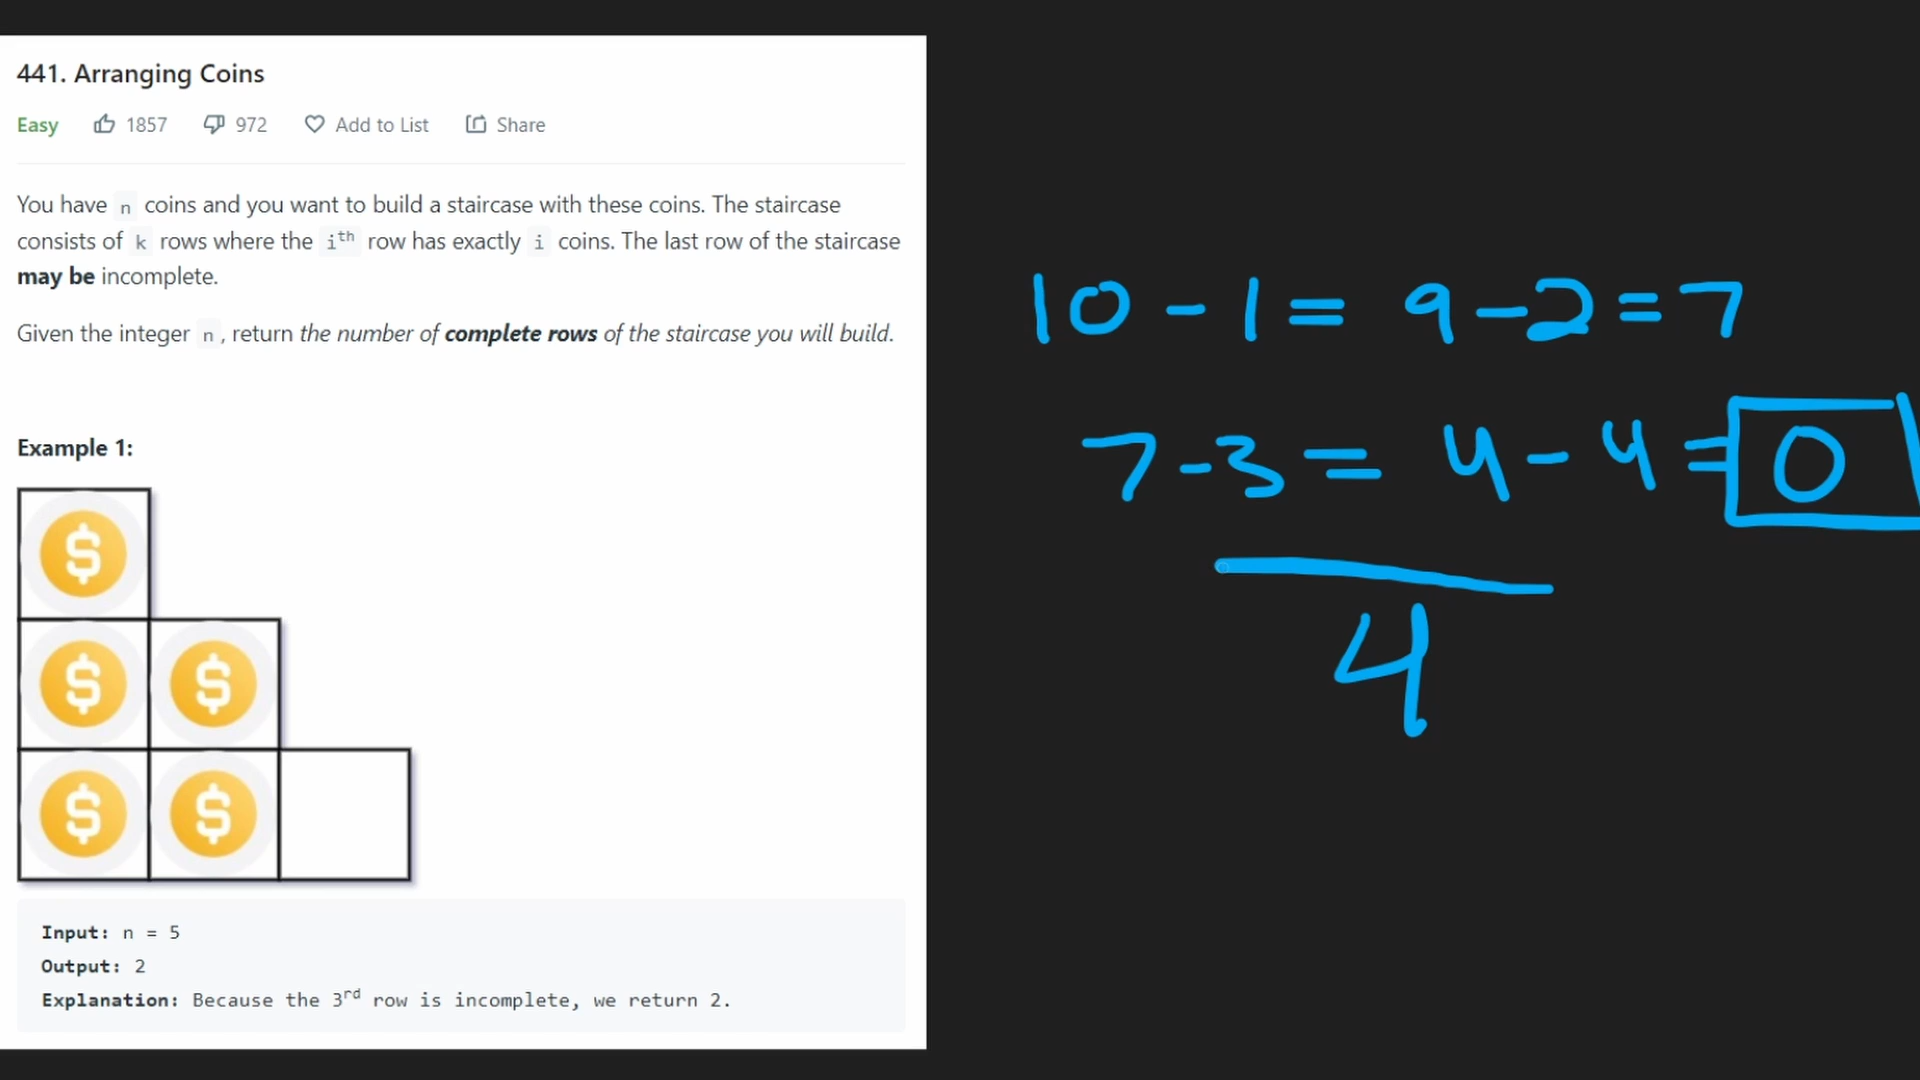 441. Arranging Coins
Easy 1857 972 Add to List Share
You have n coins and you want to build a staircase with these coins. The staircase
consists of k rows where the ith row has exactly i coins. The last row of the staircase
may be incomplete.
Given the integer n, return the number of complete rows of the staircase you will build.
Example 1:
$
$ $
$ $
Input: n = 5
Output: 2
Explanation: Because the 3rd row is incomplete, we return 2.
10 - 1 = 9 - 2 = 7
7 - 3 = 4 - 4 = 0
4